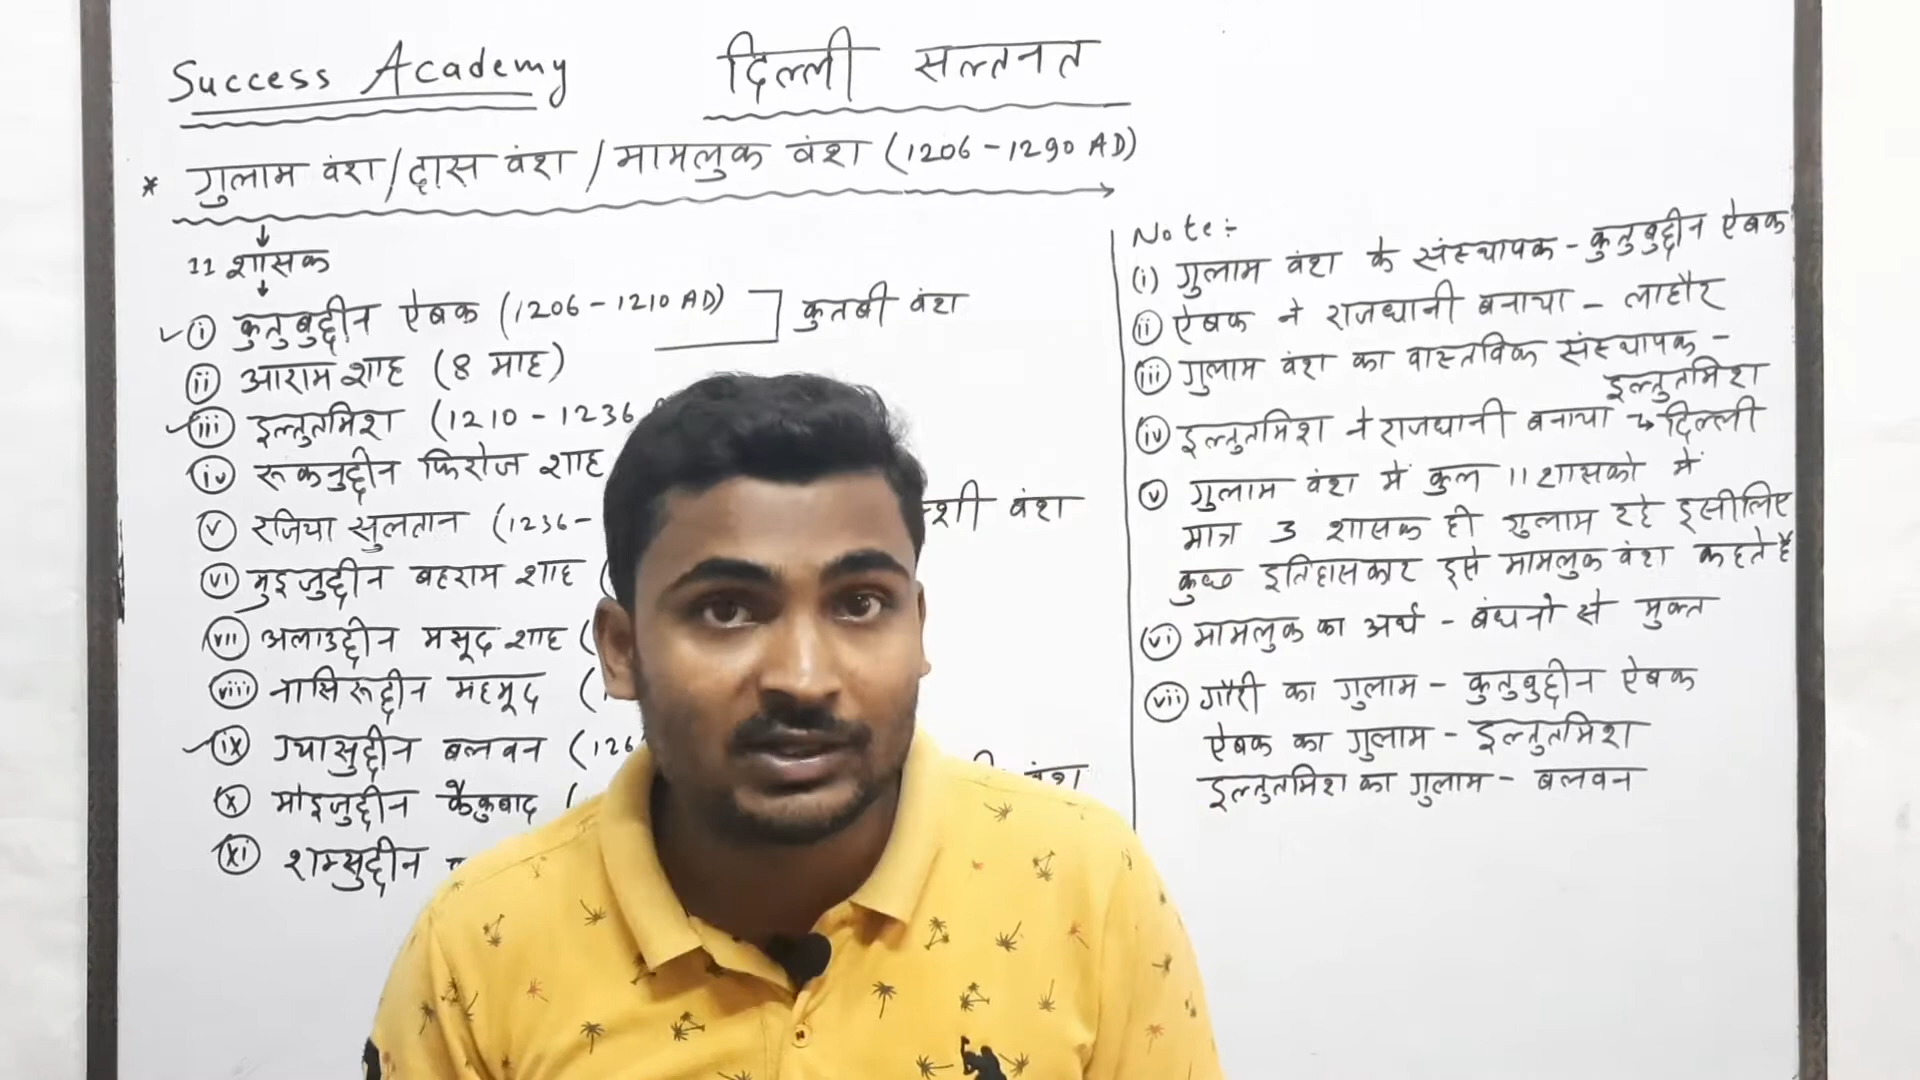 Success Academy
दिल्ली सल्तनत
* गुलाम वंश/दास वंश/मामलुक वंश (1206-1290 AD)
11 शासक
(i) कुतुबुद्दीन ऐबक (1206-1210 AD)
कुतबी वंश
(ii) आराम शाह (8 माह)
(iii) इल्तुतमिश (1210-1236
(iv) रूकनुद्दीन फिरोज शाह
(v) रजिया सुलतान (1236-
शी वंश
(vi) मुइजुद्दीन बहराम शाह (
(vii) अलाउद्दीन मसूद शाह (
(viii) नासिरूद्दीन महमूद (
(ix) ग्यासुद्दीन बलवन (126
(x) मोइजुद्दीन कैकुबाद (
वंश
(xi) शम्सुद्दीन
Note:-
(i) गुलाम वंश के संस्थापक - कुतुबुद्दीन ऐबक
(ii) ऐबक ने राजधानी बनाया - लाहौर
(iii) गुलाम वंश का वास्तविक संस्थापक -
इल्तुतमिश
(iv) इल्तुतमिश ने राजधानी बनाया → दिल्ली
(v) गुलाम वंश में कुल 11 शासको में
मात्र 3 शासक ही गुलाम रहे इसीलिए
कुछ इतिहासकार इसे मामलुक वंश कहते है
(vi) मामलुक का अर्थ - बंधनो से मुक्त
(vii) गौरी का गुलाम - कुतुबुद्दीन ऐबक
ऐबक का गुलाम - इल्तुतमिश
इल्तुतमिश का गुलाम - बलवन